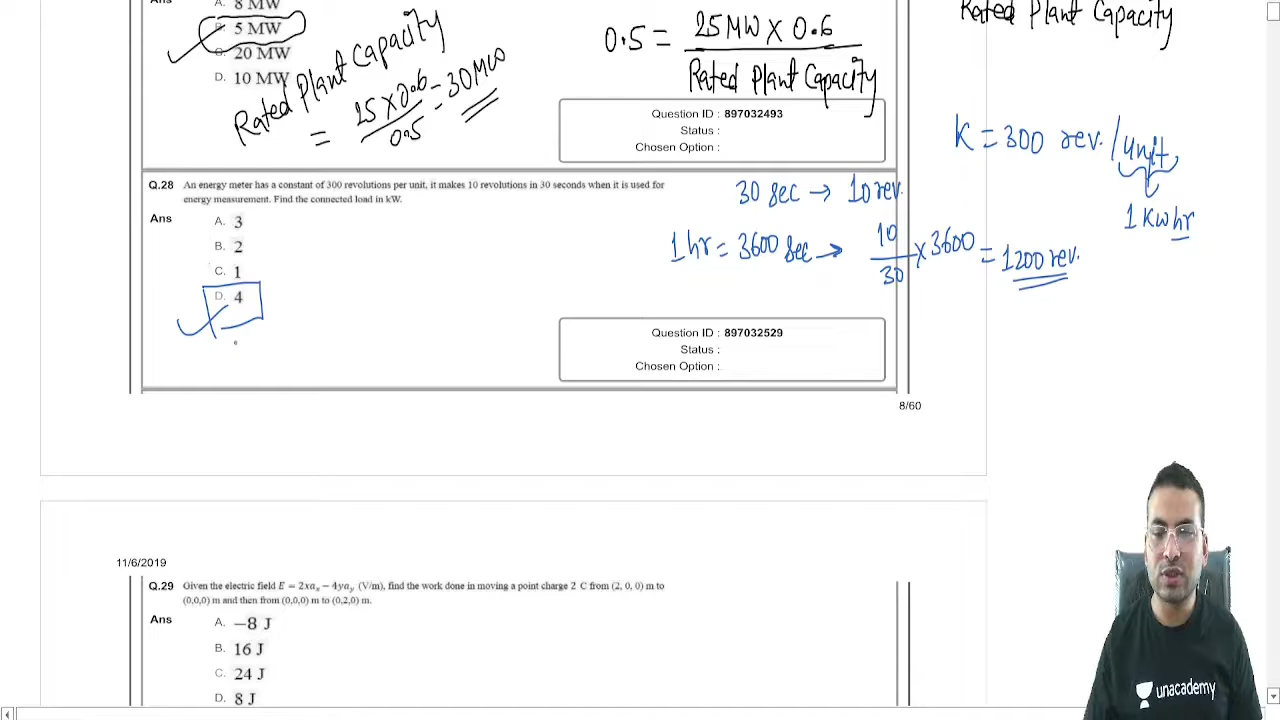 Ans
A. 8 MW
B. 5 MW
C. 20 MW
D. 10 MW
Rated Plant Capacity
= 25 × 0.6 / 0.5 = 30 MW
0.5 = 25 MW × 0.6 / Rated Plant Capacity
Rated Plant Capacity
Question ID : 897032493
Status :
Chosen Option :
K = 300 rev. / unit
1 KW hr
Q.28 An energy meter has a constant of 300 revolutions per unit, it makes 10 revolutions in 30 seconds when it is used for
energy measurement. Find the connected load in kW.
Ans
A. 3
B. 2
C. 1
D. 4
30 sec → 10 rev.
1 hr = 3600 sec → 10 / 30 × 3600 = 1200 rev.
Question ID : 897032529
Status :
Chosen Option :
8/60
11/6/2019
Q.29 Given the electric field E = 2xaₓ − 4yaᵧ (V/m), find the work done in moving a point charge 2 C from (2, 0, 0) m to
(0,0,0) m and then from (0,0,0) m to (0,2,0) m.
Ans
A. −8 J
B. 16 J
C. 24 J
D. 8 J
unacademy